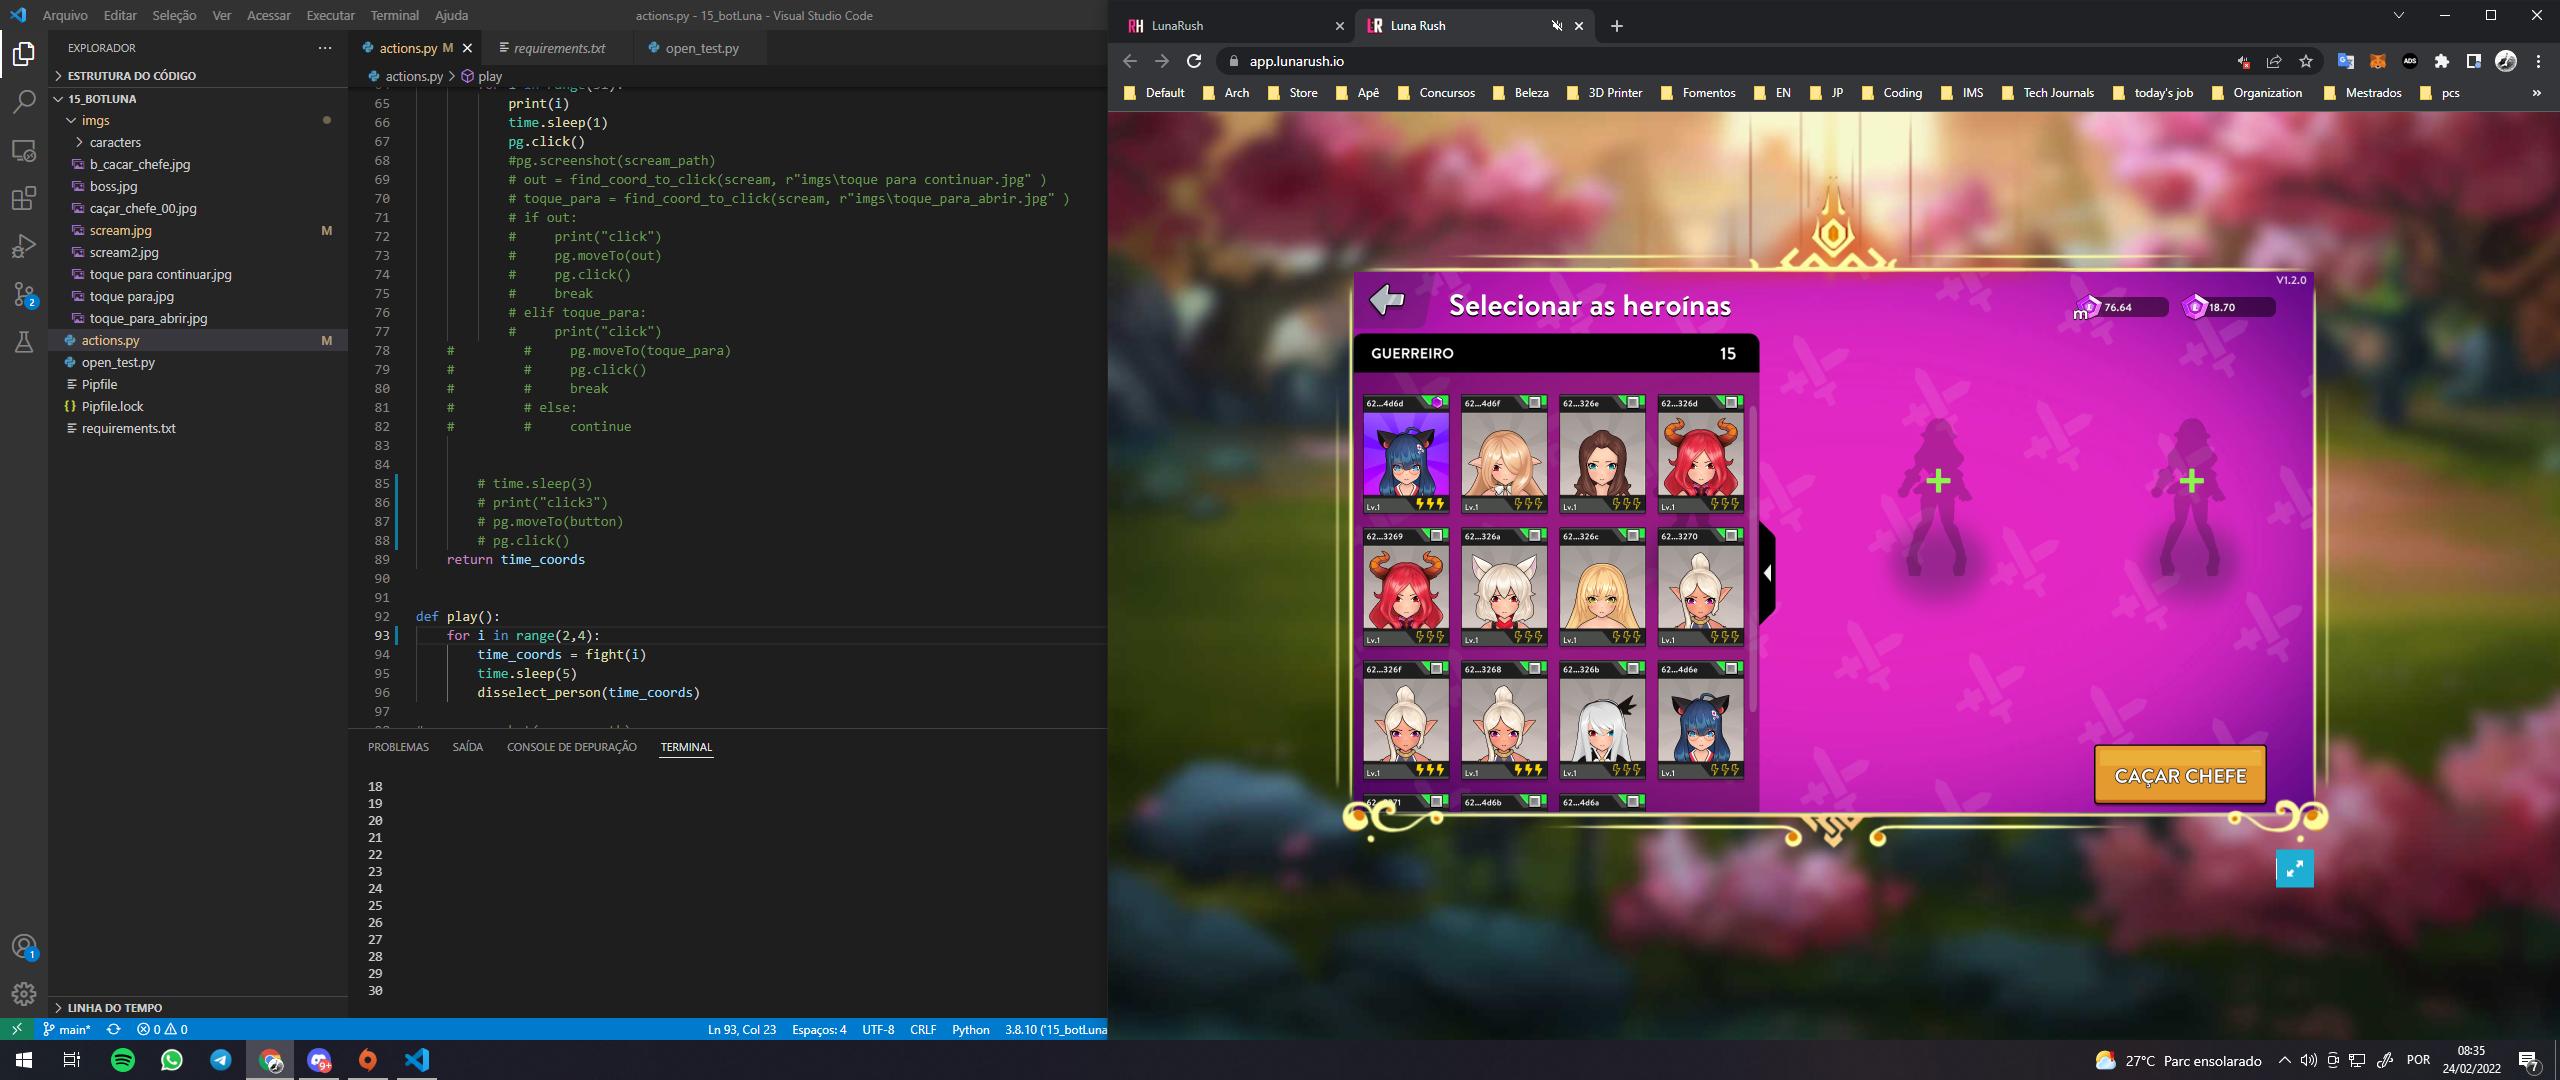 Arquivo Editar Seleção Ver Acessar Executar Terminal Ajuda
actions.py - 15_botLuna - Visual Studio Code
EXPLORADOR
ESTRUTURA DO CÓDIGO
15_BOTLUNA
imgs
caracters
b_cacar_chefe.jpg
boss.jpg
caçar_chefe_00.jpg
scream.jpg M
scream2.jpg
toque para continuar.jpg
toque para.jpg
toque_para_abrir.jpg
actions.py M
open_test.py
Pipfile
Pipfile.lock
requirements.txt
LINHA DO TEMPO
actions.py M
requirements.txt
open_test.py
actions.py > play
65 print(i)
66 time.sleep(1)
67 pg.click()
68 #pg.screenshot(scream_path)
69 # out = find_coord_to_click(scream, r"imgs\toque para continuar.jpg" )
70 # toque_para = find_coord_to_click(scream, r"imgs\toque_para_abrir.jpg" )
71 # if out:
72 # print("click")
73 # pg.moveTo(out)
74 # pg.click()
75 # break
76 # elif toque_para:
77 # print("click")
78 # # pg.moveTo(toque_para)
79 # # pg.click()
80 # # break
81 # # else:
82 # # continue
83
84
85 # time.sleep(3)
86 # print("click3")
87 # pg.moveTo(button)
88 # pg.click()
89 return time_coords
90
91
92 def play():
93 for i in range(2,4):
94 time_coords = fight(i)
95 time.sleep(5)
96 disselect_person(time_coords)
97
PROBLEMAS SAÍDA CONSOLE DE DEPURAÇÃO TERMINAL
18
19
20
21
22
23
24
25
26
27
28
29
30
main* 0 0
Ln 93, Col 23 Espaços: 4 UTF-8 CRLF Python 3.8.10 ('15_botLuna
LunaRush
Luna Rush
app.lunarush.io
Default Arch Store Apê Concursos Beleza 3D Printer Fomentos EN JP Coding IMS Tech Journals today's job Organization Mestrados pcs
V1.2.0
Selecionar as heroínas
m 76.64 18.70
GUERREIRO 15
62...4d6d 62...4d6f 62...326e 62...326d
Lv.1 Lv.1 Lv.1 Lv.1
62...3269 62...326a 62...326c 62...3270
Lv.1 Lv.1 Lv.1 Lv.1
62...326f 62...3268 62...326b 62...4d6e
Lv.1 Lv.1 Lv.1 Lv.1
62...4d6b 62...4d6a
CAÇAR CHEFE
27°C Parc ensolarado
POR
08:35
24/02/2022